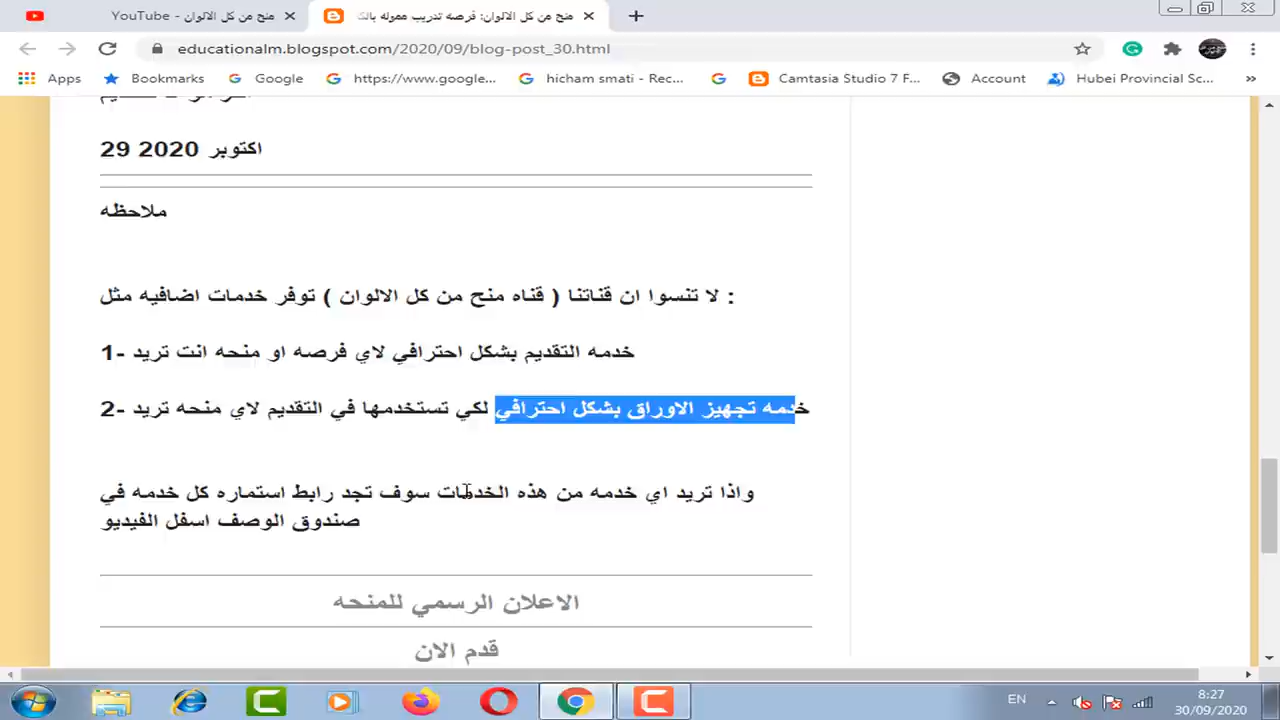 منح من كل الالوان - YouTube
منح من كل الالوان: فرصه تدريب مموله بالك
educationalm.blogspot.com/2020/09/blog-post_30.html
Apps Bookmarks Google https://www.google... hicham smati - Rec... Camtasia Studio 7 F... Account Hubei Provincial Sc... »
29 اكتوبر 2020
ملاحظه
لا تنسوا ان قناتنا ( قناه منح من كل الالوان ) توفر خدمات اضافيه مثل :
1- خدمه التقديم بشكل احترافي لاي فرصه او منحه انت تريد
2- خدمه تجهيز الاوراق بشكل احترافي لكي تستخدمها في التقديم لاي منحه تريد
واذا تريد اي خدمه من هذه الخدمات سوف تجد رابط استماره كل خدمه في
صندوق الوصف اسفل الفيديو
الاعلان الرسمي للمنحه
قدم الان
EN
8:27
30/09/2020